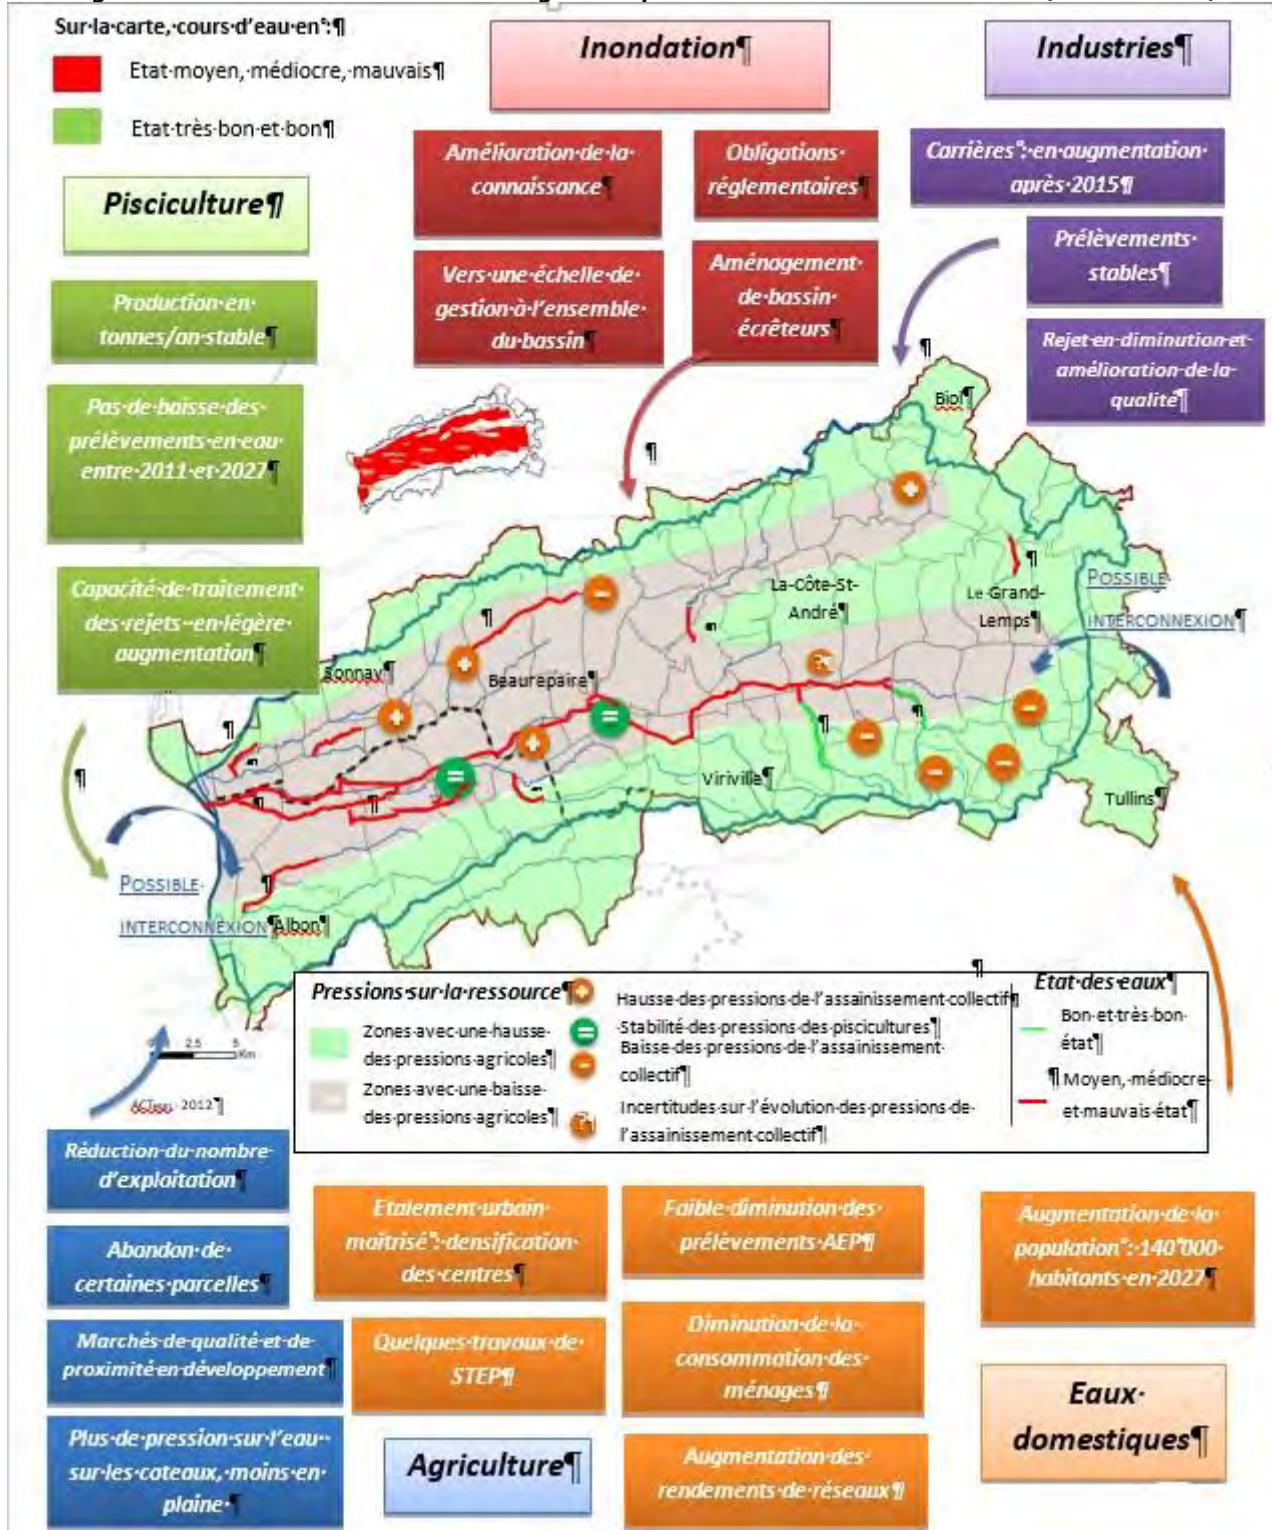 Sur·la·carte,·cours·d'eau·en°:¶
Etat·moyen,·médiocre,·mauvais¶
Etat·très·bon·et·bon¶
Inondation¶
Industries¶
Amélioration·de·la·
connaissance¶
Obligations·
réglementaires¶
Vers·une·échelle·de·
gestion·à·l'ensemble·
du·bassin¶
Aménagement·
de·bassin·
écrêteurs¶
Carrières°:·en·augmentation·
après·2015¶
Prélèvements·
stables¶
Rejet·en·diminution·et·
amélioration·de·la·
qualité¶
Pisciculture¶
Production·en·
tonnes/an·stable¶
Pas·de·baisse·des·
prélèvements·en·eau·
entre·2011·et·2027¶
Capacité·de·traitement·
des·rejets·-en·légère·
augmentation¶
Biol¶
La·Côte·St-
André¶
Le·Grand-
Lemps¶
POSSIBLE·
INTERCONNEXION¶
Sonnay¶
Beaurepaire¶
Viriville¶
Tullins¶
POSSIBLE·
INTERCONNEXION¶
Albon¶
2.5 5
Km
2012¶
Pressions·sur·la·ressource¶
Zones·avec·une·hausse·
des·pressions·agricoles¶
Zones·avec·une·baisse·
des·pressions·agricoles¶
Hausse·des·pressions·de·l'assainissement·collectif¶
Stabilité·des·pressions·des·piscicultures¶
Baisse·des·pressions·de·l'assainissement·
collectif¶
Incertitudes·sur·l'évolution·des·pressions·de·
l'assainissement·collectif¶
Etat·des·eaux¶
Bon·et·très·bon·
état¶
¶Moyen,·médiocre·
et·mauvais·état¶
Réduction·du·nombre·
d'exploitation¶
Abandon·de·
certaines·parcelles¶
Marchés·de·qualité·et·de·
proximité·en·développement¶
Plus·de·pression·sur·l'eau·-
sur·les·coteaux,·moins·en·
plaine·¶
Agriculture¶
Etalement·urbain·
maîtrisé°:·densification·
des·centres¶
Quelques·travaux·de·
STEP¶
Faible·diminution·des·
prélèvements·AEP¶
Diminution·de·la·
consommation·des·
ménages¶
Augmentation·des·
rendements·de·réseaux¶
Augmentation·de·la·
population°:·140°000·
habitants·en·2027¶
Eaux·
domestiques¶